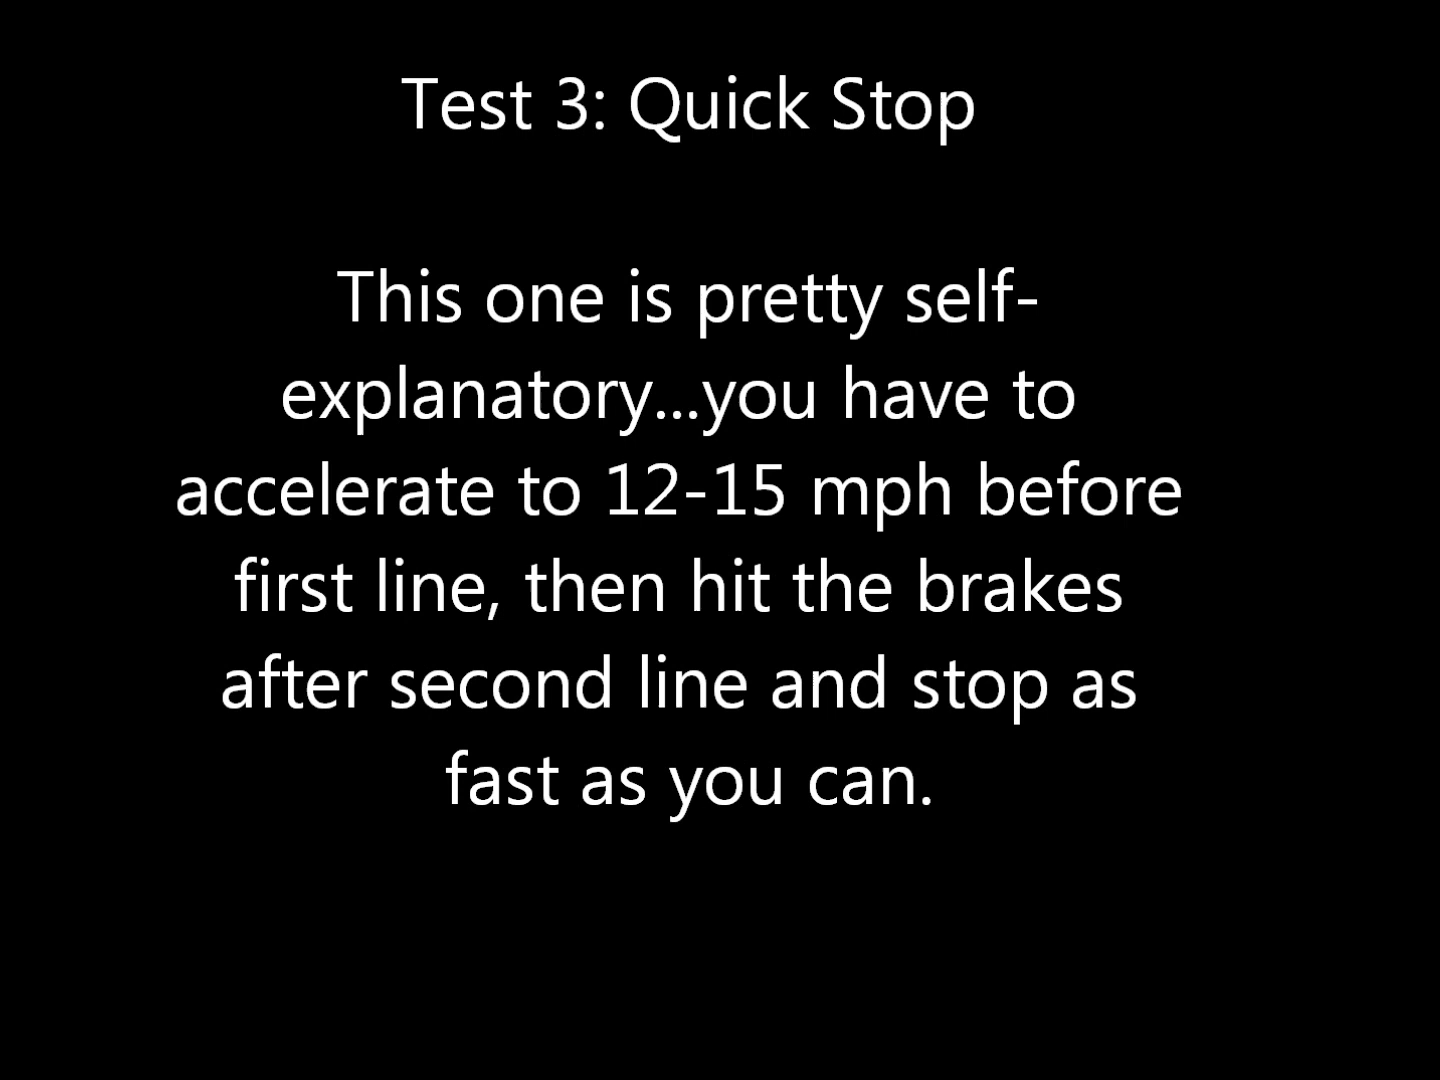 Test 3: Quick Stop
This one is pretty self-
explanatory...you have to
accelerate to 12-15 mph before
first line, then hit the brakes
after second line and stop as
fast as you can.